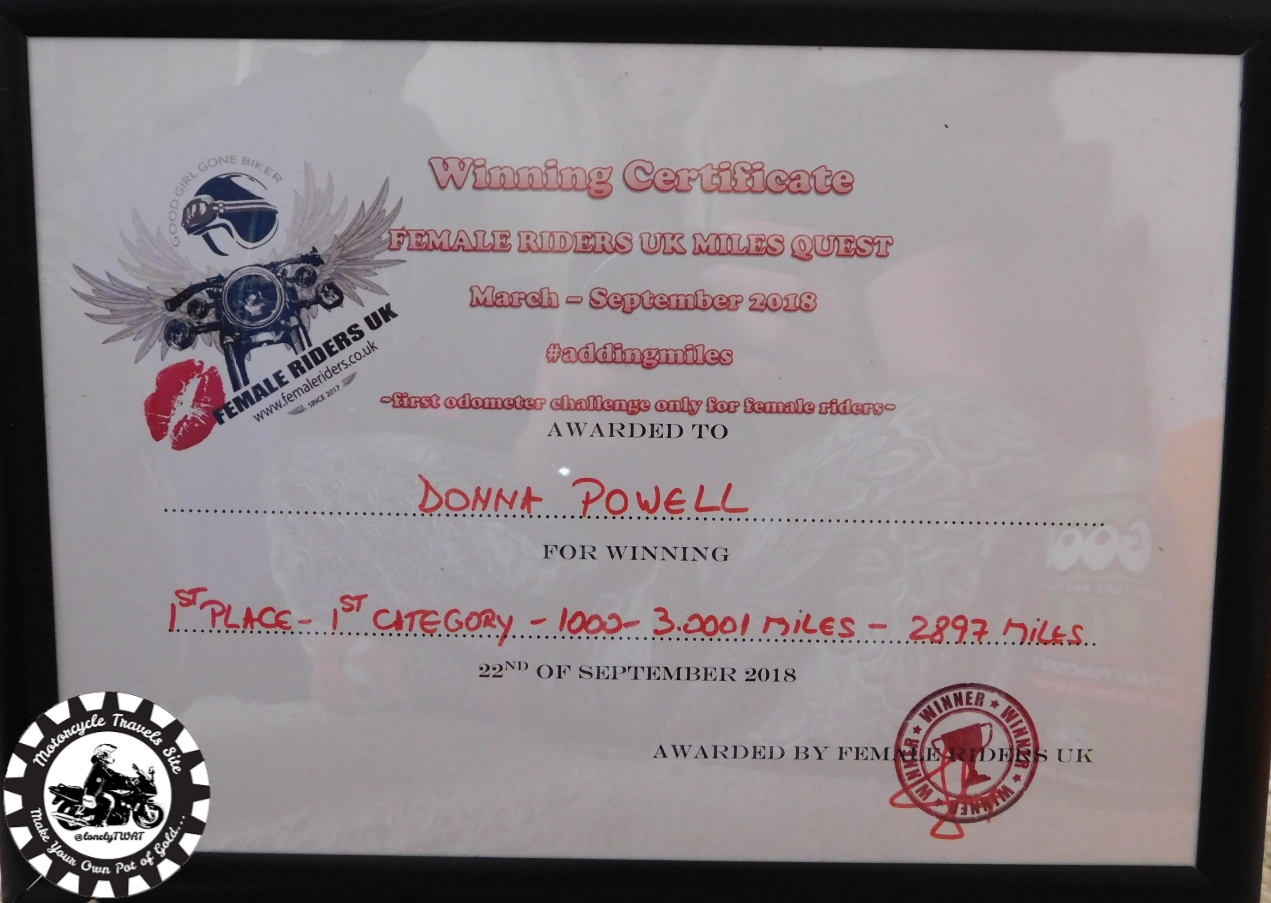 GOOD GIRL GONE BIKER
FEMALE RIDERS UK
www.femaleriders.co.uk
SINCE 2017
Winning Certificate
FEMALE RIDERS UK MILES QUEST
March – September 2018
#addingmiles
~first odometer challenge only for female riders~
AWARDED TO
DONNA POWELL
FOR WINNING
1ST PLACE - 1ST CATEGORY - 1000 - 3.0001 MILES - 2897 MILES
22ND OF SEPTEMBER 2018
AWARDED BY FEMALE RIDERS UK
WINNER ★ WINNER ★ WINNER ★ WINNER ★
Motorcycle Travels Site
@lonelyTWAT
Make Your Own Pot of Gold...